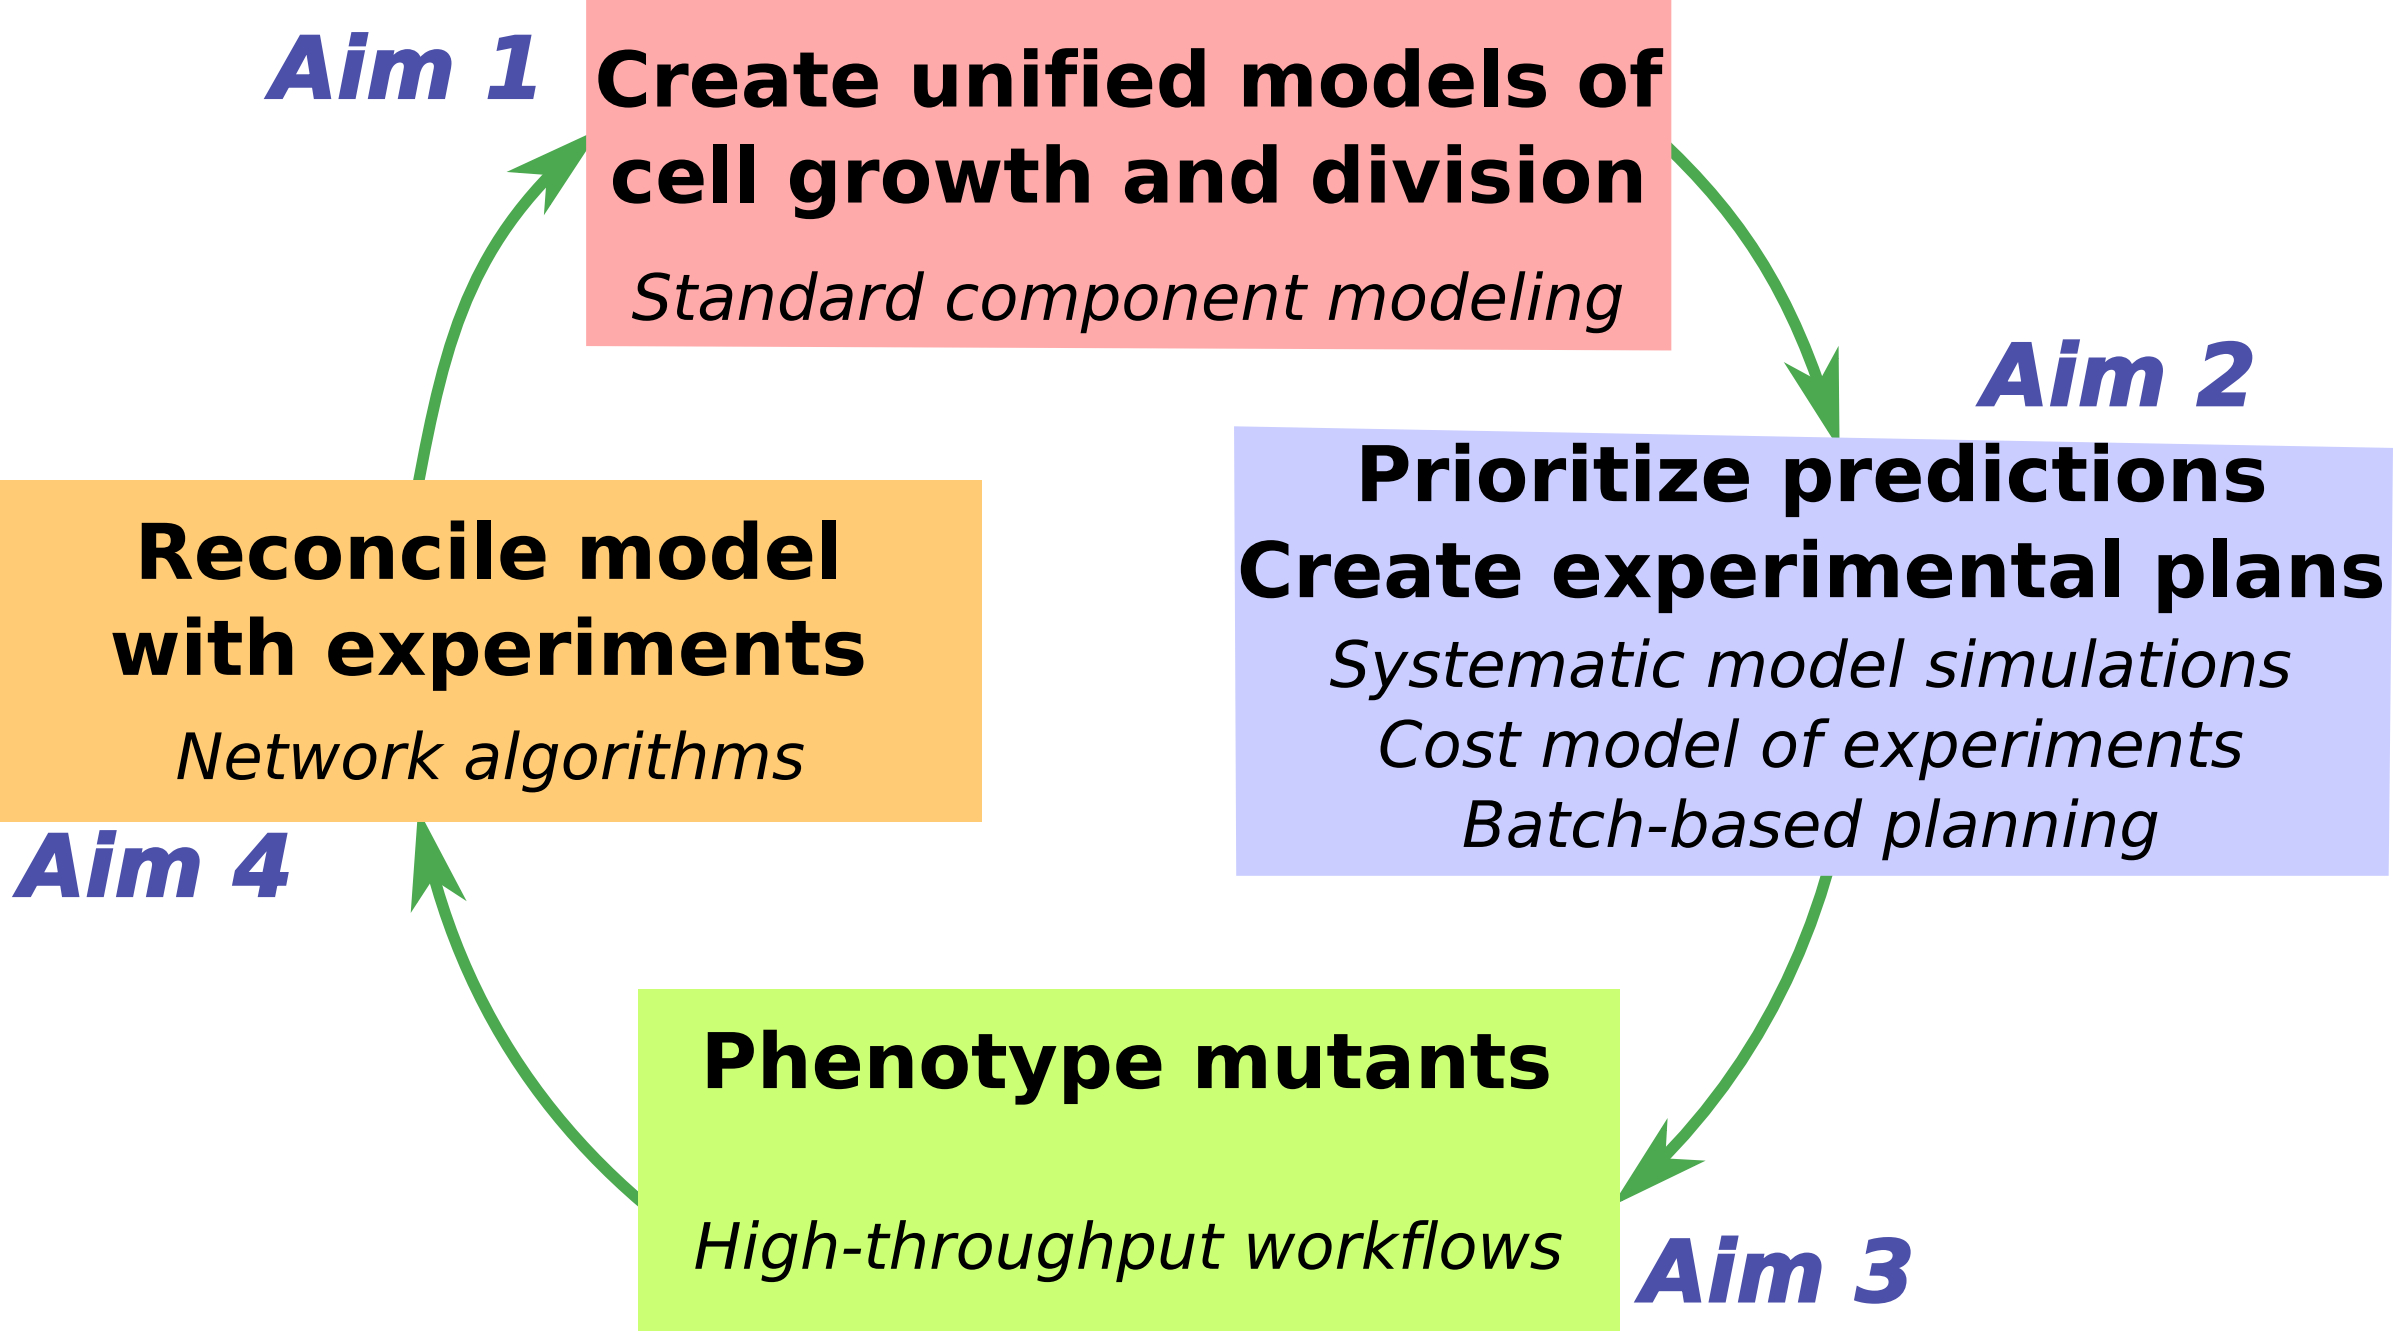 Aim 1
Create unified models of
cell growth and division
Standard component modeling
Aim 2
Prioritize predictions
Create experimental plans
Systematic model simulations
Cost model of experiments
Batch-based planning
Reconcile model
with experiments
Network algorithms
Aim 4
Phenotype mutants
High-throughput workflows
Aim 3